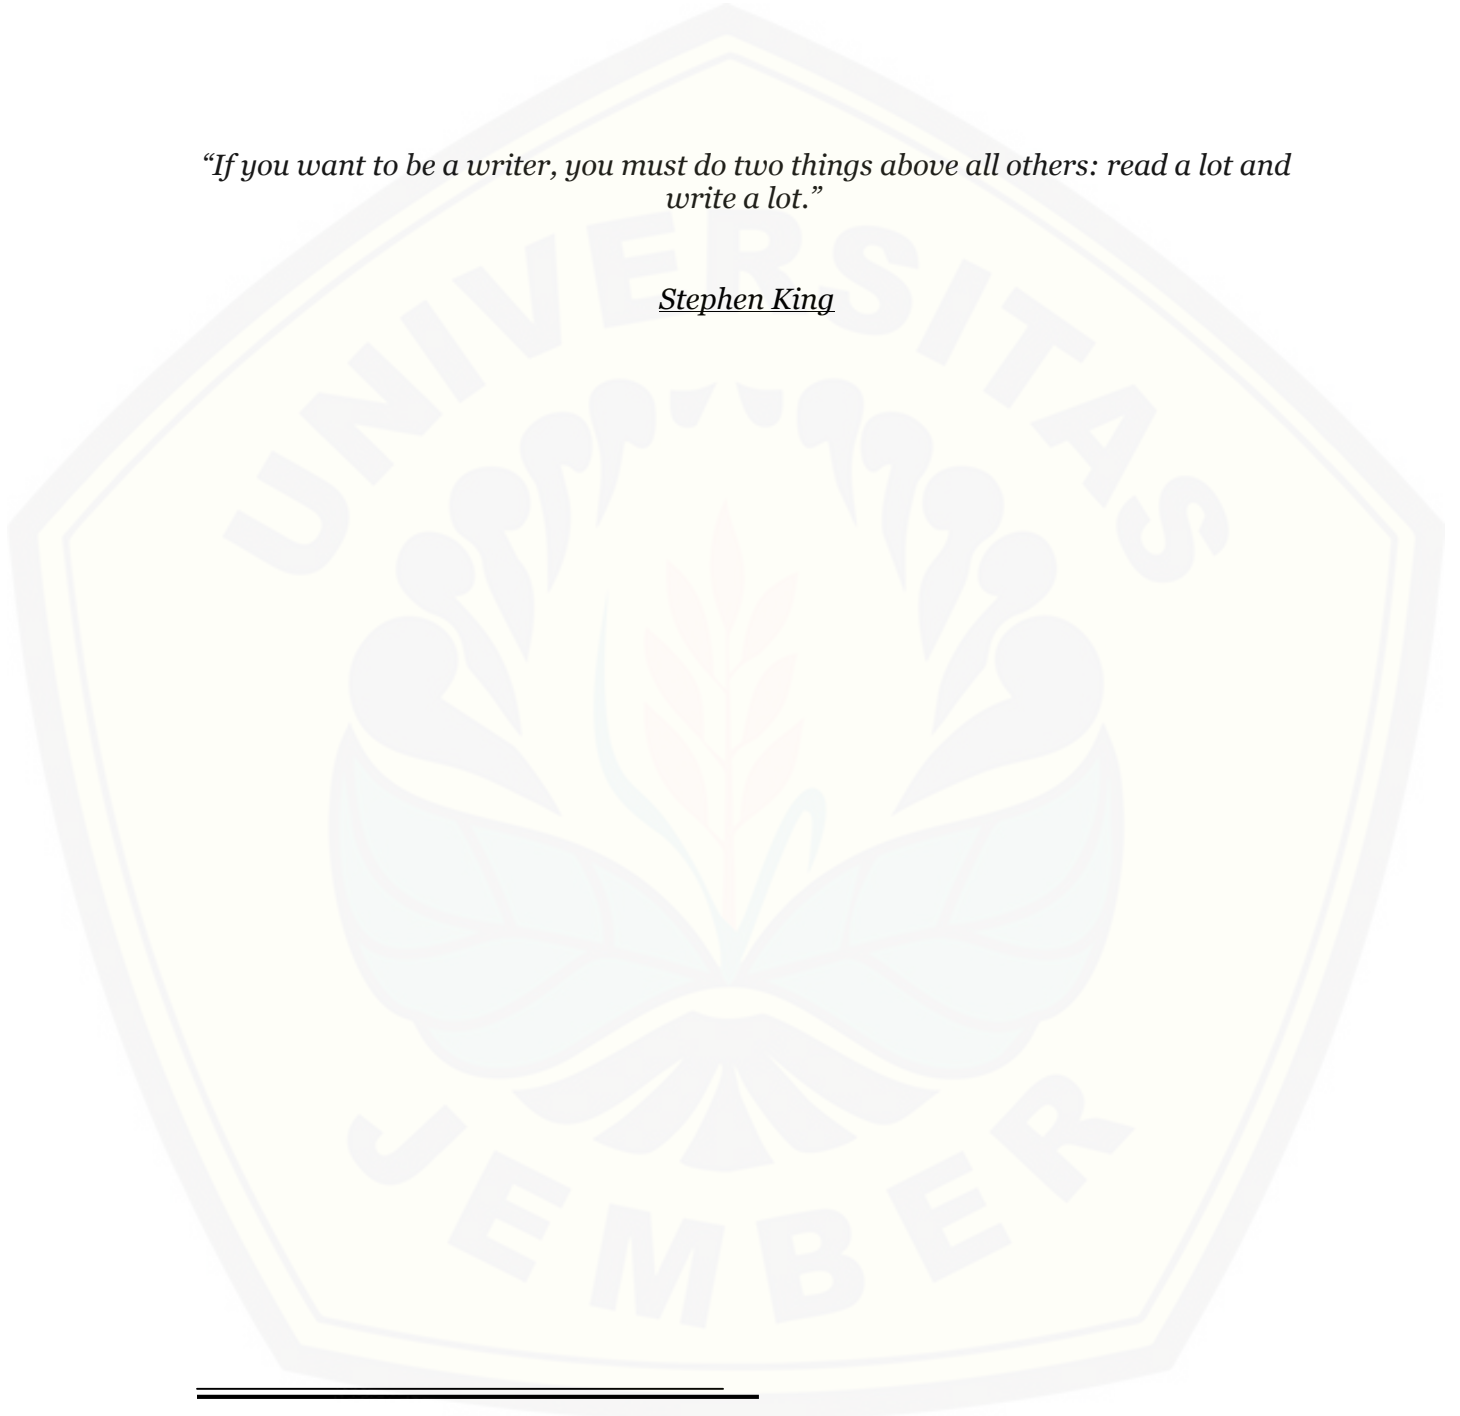 “If you want to be a writer, you must do two things above all others: read a lot and
write a lot.”
Stephen King
UNIVERSITAS
JEMBER